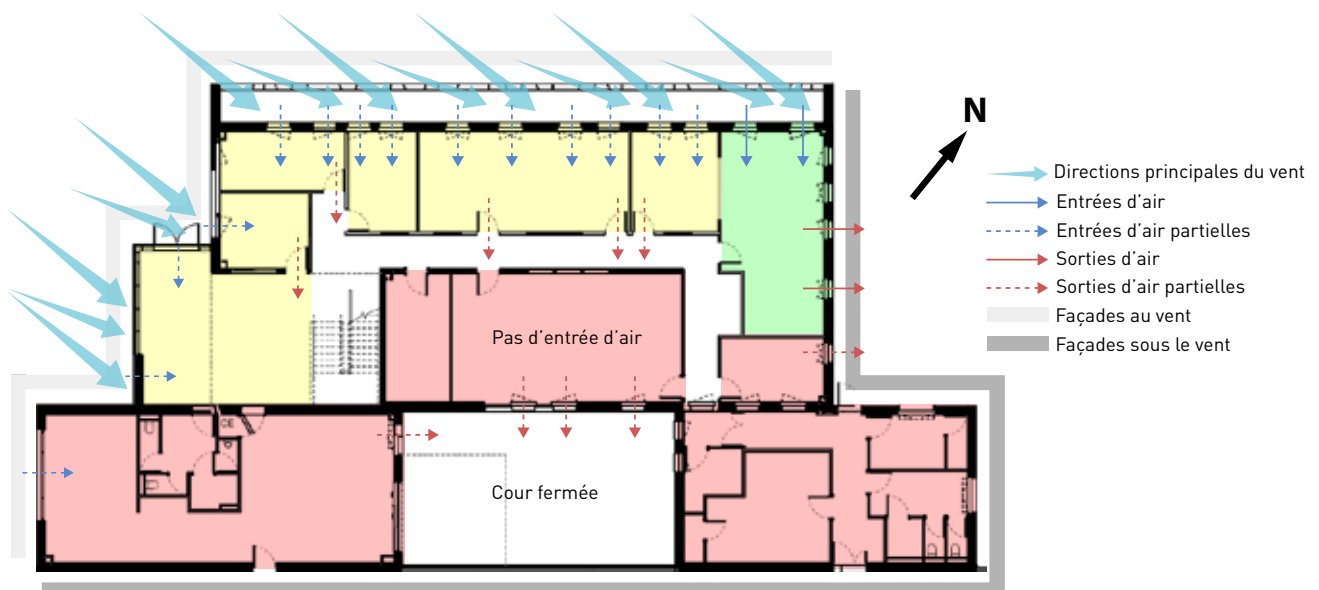 N
Directions principales du vent
Entrées d'air
Entrées d'air partielles
Sorties d'air
Sorties d'air partielles
Façades au vent
Façades sous le vent
Pas d'entrée d'air
CE
Cour fermée